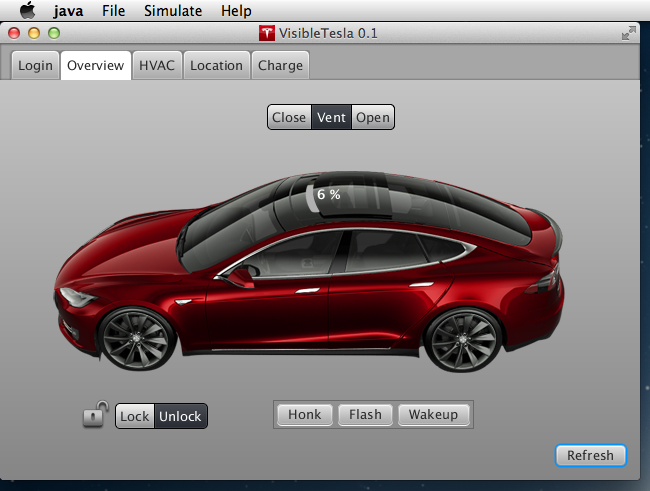 java File Simulate Help
VisibleTesla 0.1
Login Overview HVAC Location Charge
Close Vent Open
6 %
Lock Unlock Honk Flash Wakeup
Refresh